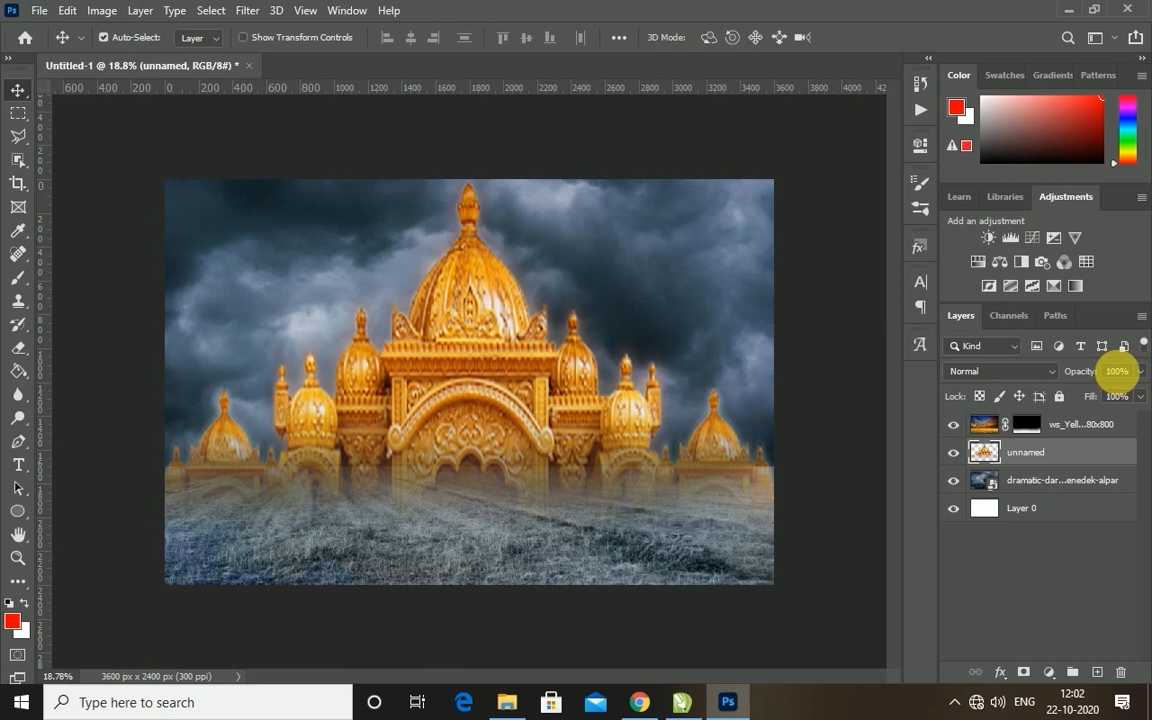 Ps File Edit Image Layer Type Select Filter 3D View Window Help
Auto-Select: Layer Show Transform Controls 3D Mode:
Untitled-1 @ 18.8% (unnamed, RGB/8#) * ×
600 400 200 0 200 400 600 800 1000 1200 1400 1600 1800 2000 2200 2400 2600 2800 3000 3200 3400 3600 3800 4000 42
Color Swatches Gradients Patterns
Learn Libraries Adjustments
Add an adjustment
Layers Channels Paths
Kind
Normal Opacity: 100%
Lock: Fill: 100%
ws_Yell...80x800
unnamed
dramatic-dar...enedek-alpar
Layer 0
18.78% 3600 px x 2400 px (300 ppi)
Type here to search
ENG
12:02
22-10-2020